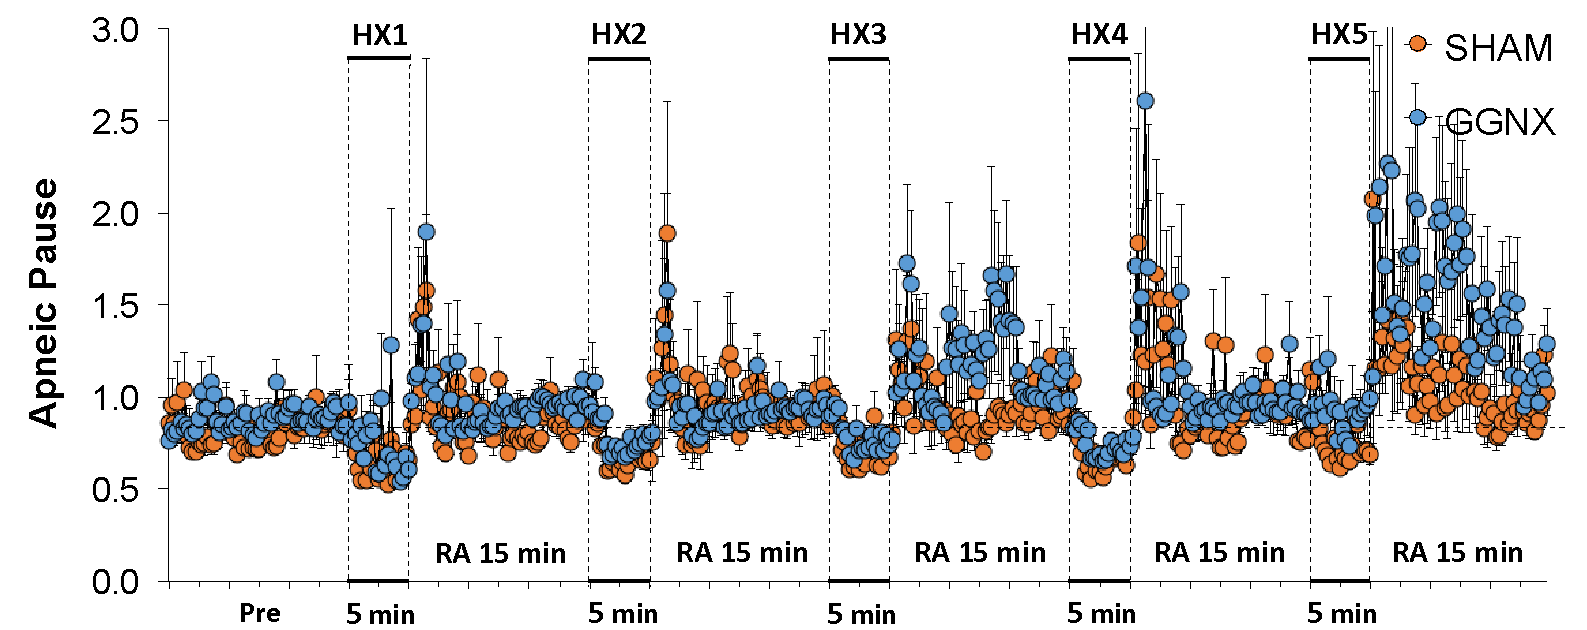 HX1 HX2 HX3 HX4 HX5
SHAM
GGNX
Apneic Pause
3.0
2.5
2.0
1.5
1.0
0.5
0.0
RA 15 min RA 15 min RA 15 min RA 15 min RA 15 min
Pre 5 min 5 min 5 min 5 min 5 min